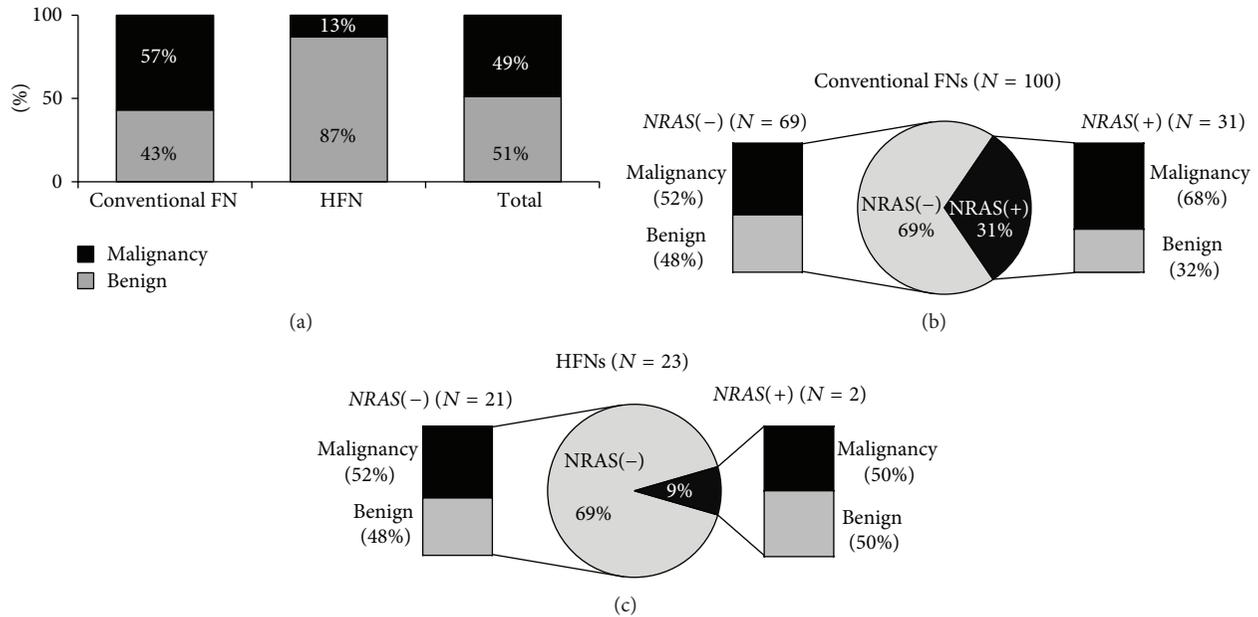 100
50
0
(%)
57%
43%
13%
87%
49%
51%
Conventional FN
HFN
Total
Malignancy
Benign
(a)
Conventional FNs (N = 100)
NRAS(−) (N = 69)
NRAS(+) (N = 31)
Malignancy
(52%)
Benign
(48%)
NRAS(−)
69%
NRAS(+)
31%
Malignancy
(68%)
Benign
(32%)
(b)
HFNs (N = 23)
NRAS(−) (N = 21)
NRAS(+) (N = 2)
Malignancy
(52%)
Benign
(48%)
NRAS(−)
69%
9%
Malignancy
(50%)
Benign
(50%)
(c)